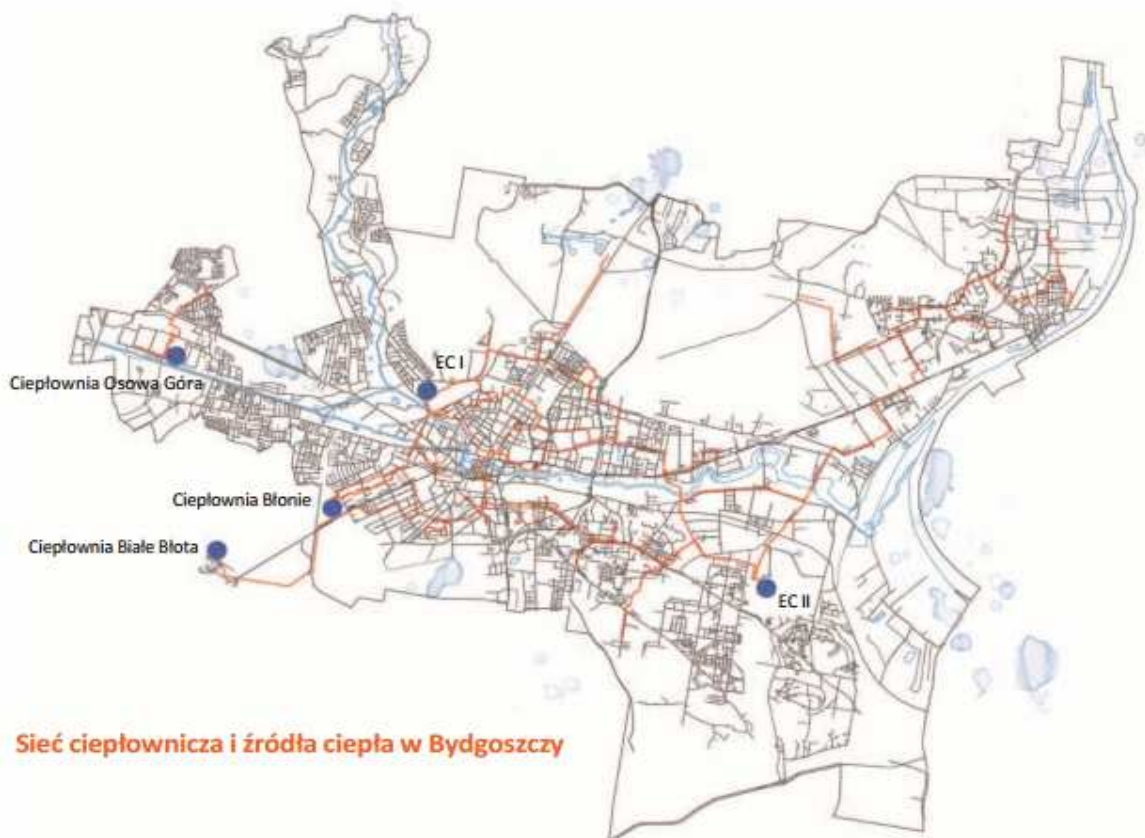 EC I
Ciepłownia Osowa Góra
Ciepłownia Błonie
Ciepłownia Białe Błota
EC II
Sieć ciepłownicza i źródła ciepła w Bydgoszczy